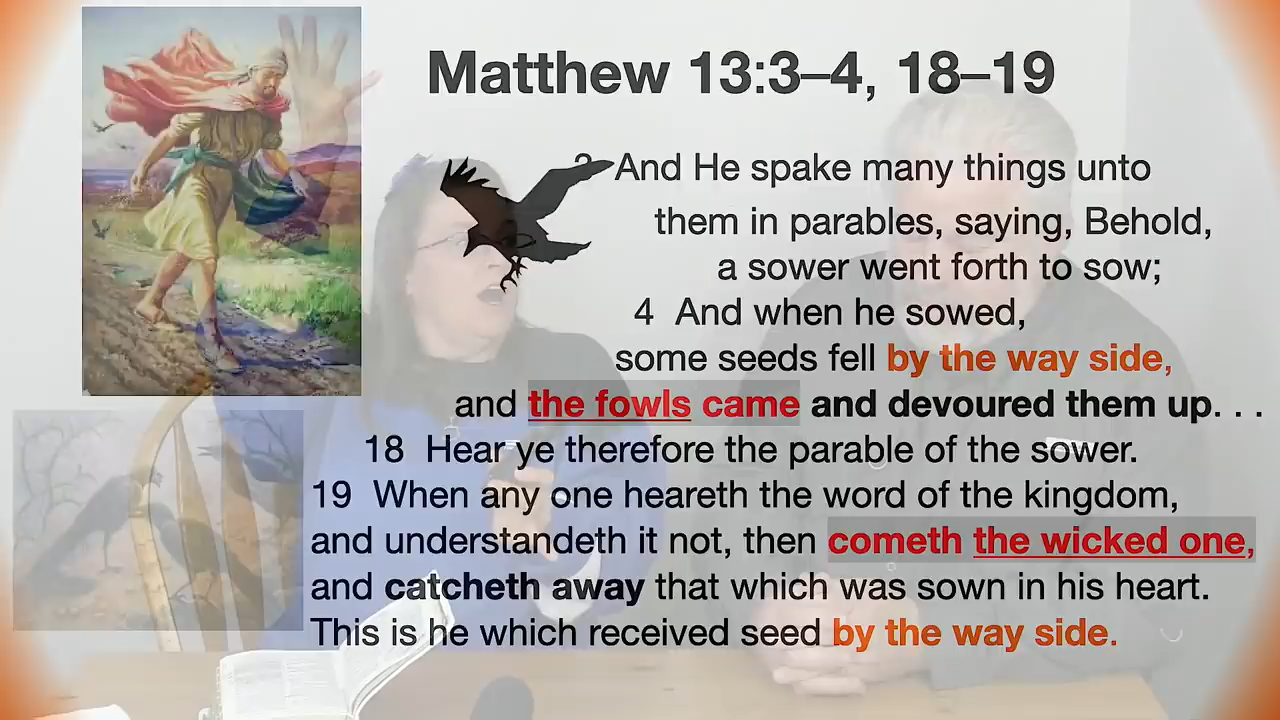 Matthew 13:3–4, 18–19
3 And He spake many things unto
them in parables, saying, Behold,
a sower went forth to sow;
4 And when he sowed,
some seeds fell by the way side,
and the fowls came and devoured them up. . .
18 Hear ye therefore the parable of the sower.
19 When any one heareth the word of the kingdom,
and understandeth it not, then cometh the wicked one,
and catcheth away that which was sown in his heart.
This is he which received seed by the way side.